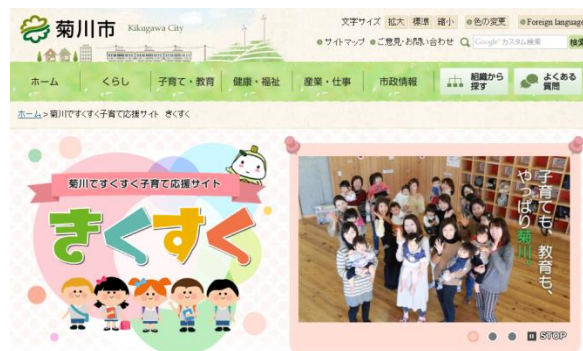 菊川市 Kikugawa City
文字サイズ 拡大 標準 縮小 色の変更 Foreign language
サイトマップ ご意見・お問い合わせ Google カスタム検索 検索
ホーム くらし 子育て・教育 健康・福祉 産業・仕事 市政情報 組織から探す よくある質問
ホーム > 菊川ですくすく子育て応援サイト きくすく
菊川ですくすく子育て応援サイト
きくすく
子育ても、教育も、
やっぱり菊川。
STOP